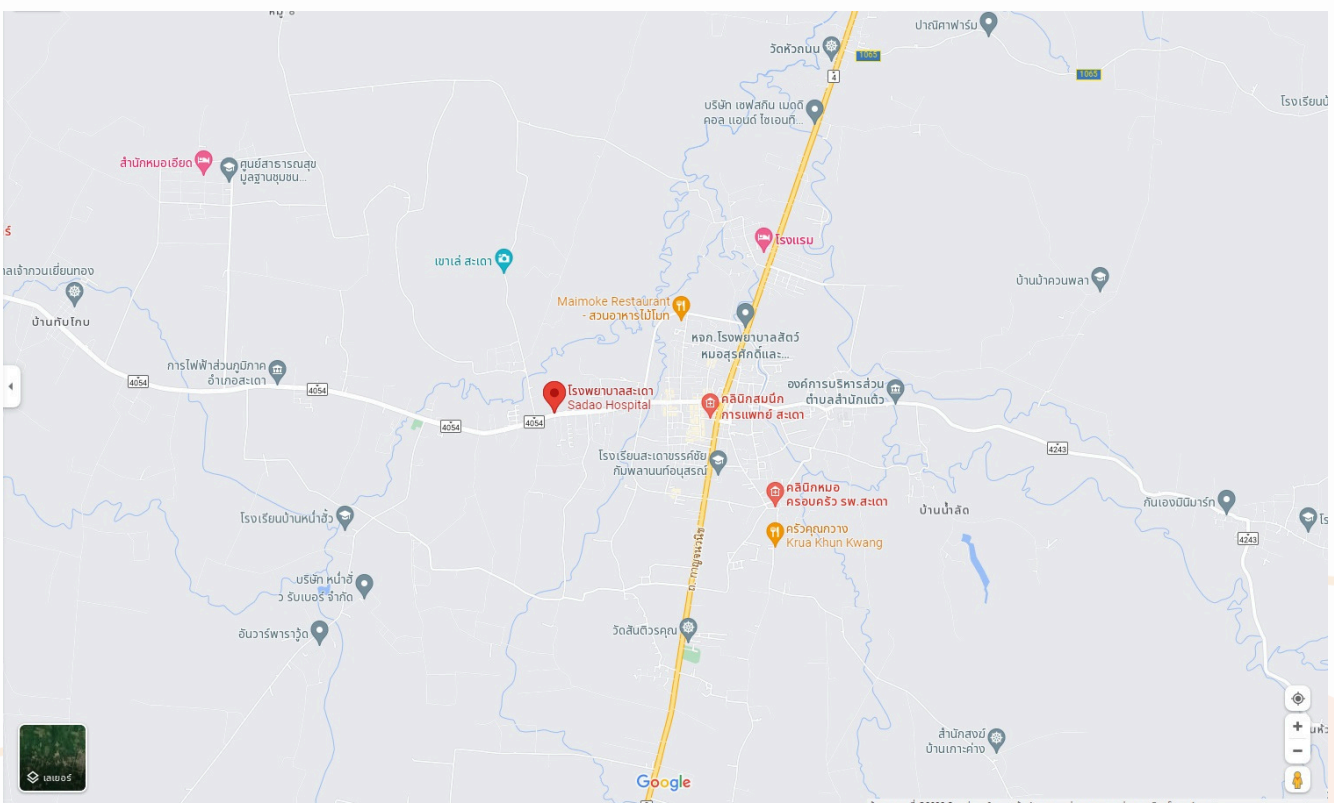 หมู่ 8
ปาณิศาฟาร์ม
วัดหัวถนน
1065
4
1065
โรงเรียนบ้
บริษัท เซฟสกิน เมดดิ
คอล แอนด์ ไซเอนทิ...
สำนักหมอเอียด
ศูนย์สาธารณสุข
มูลฐานชุมชน...
ร์
โรงแรม
เขาเล่ สะเดา
าลเจ้ากวนเยี่ยนทอง
บ้านม้าควนพลา
Maimoke Restaurant
- สวนอาหารไม้โมก
บ้านทับโกบ
หจก.โรงพยาบาลสัตว์
หมอสุรศักดิ์และ...
การไฟฟ้าส่วนภูมิภาค
อำเภอสะเดา
4054
4054
โรงพยาบาลสะเดา
Sadao Hospital
องค์การบริหารส่วน
ตำบลสำนักแต้ว
คลินิกสมนึก
การแพทย์ สะเดา
4054
4054
4243
โรงเรียนสะเดาขรรค์ชัย
กัมพลานนท์อนุสรณ์
คลินิกหมอ
ครอบครัว รพ.สะเดา
บ้านน้ำลัด
กันเองมินิมาร์ท
โร
โรงเรียนบ้านหน่ำฮั้ว
ครัวคุณกวาง
Krua Khun Kwang
4243
ถ. กาญจนวนิช
บริษัท หน่ำฮั้
ว รับเบอร์ จำกัด
อันวาร์พาราวู้ด
วัดสันติวรคุณ
สำนักสงฆ์
บ้านเกาะค่าง
เลเยอร์
Google